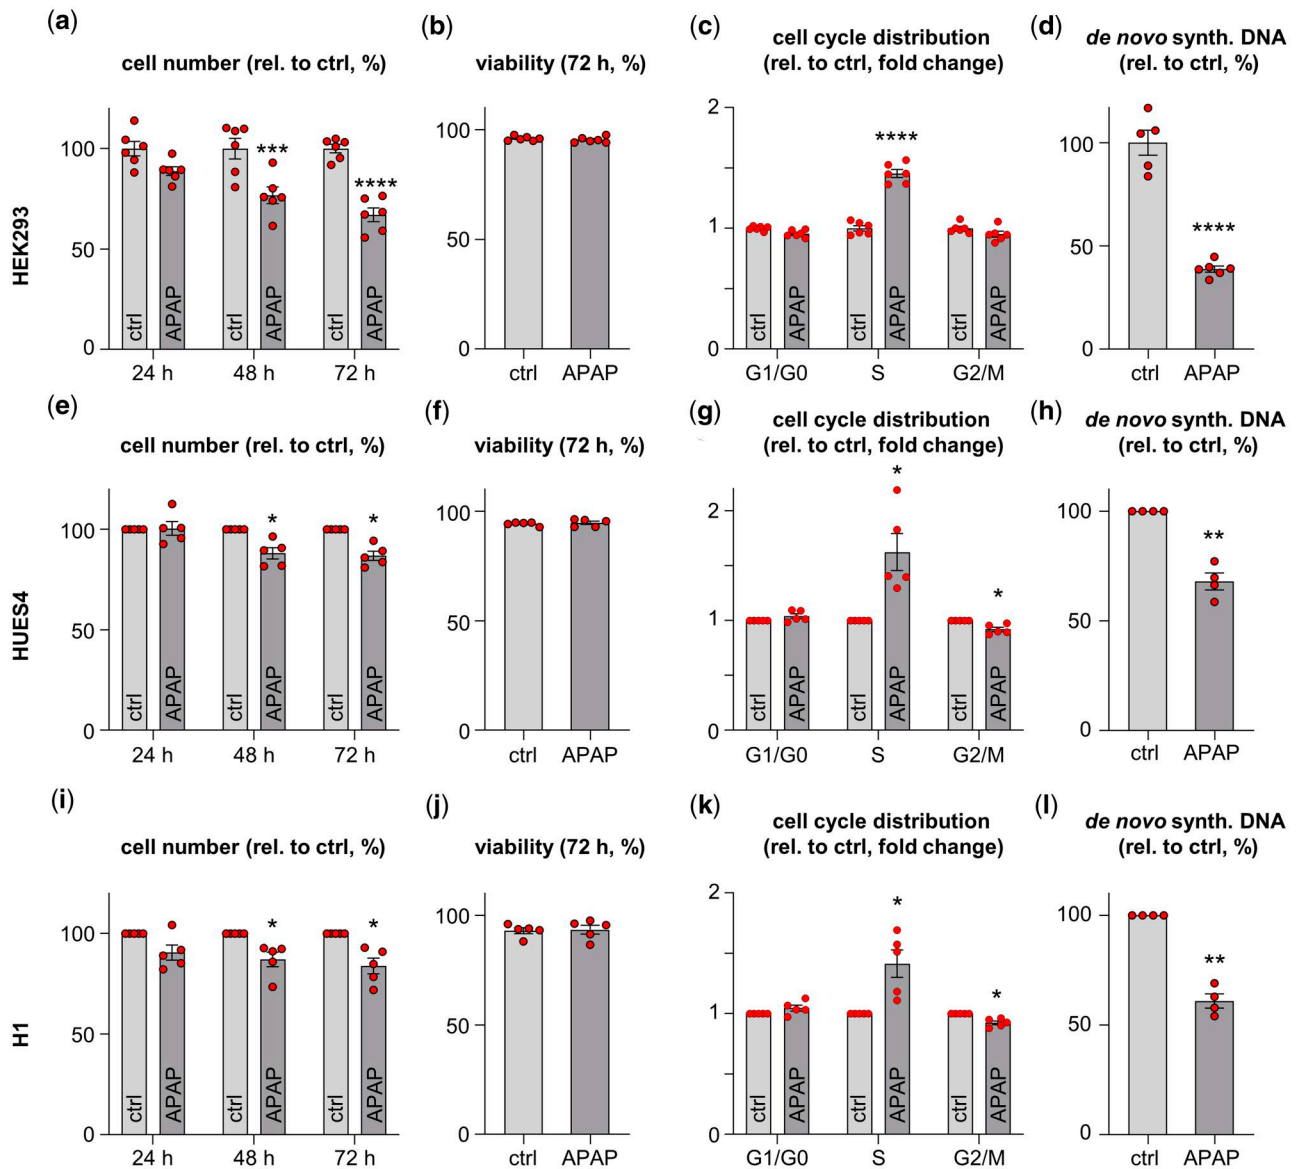 (a)
cell number (rel. to ctrl, %)
HEK293
100
50
0
ctrl
APAP
***
ctrl
APAP
****
ctrl
APAP
24 h
48 h
72 h
(b)
viability (72 h, %)
100
50
0
ctrl
APAP
(c)
cell cycle distribution
(rel. to ctrl, fold change)
2
1
0
ctrl
APAP
****
ctrl
APAP
ctrl
APAP
G1/G0
S
G2/M
(d)
de novo synth. DNA
(rel. to ctrl, %)
100
50
0
****
ctrl
APAP
(e)
cell number (rel. to ctrl, %)
HUES4
100
50
0
ctrl
APAP
*
ctrl
APAP
*
ctrl
APAP
24 h
48 h
72 h
(f)
viability (72 h, %)
100
50
0
ctrl
APAP
(g)
cell cycle distribution
(rel. to ctrl, fold change)
2
1
0
ctrl
APAP
*
ctrl
APAP
*
ctrl
APAP
G1/G0
S
G2/M
(h)
de novo synth. DNA
(rel. to ctrl, %)
100
50
0
**
ctrl
APAP
(i)
cell number (rel. to ctrl, %)
H1
100
50
0
ctrl
APAP
*
ctrl
APAP
*
ctrl
APAP
24 h
48 h
72 h
(j)
viability (72 h, %)
100
50
0
ctrl
APAP
(k)
cell cycle distribution
(rel. to ctrl, fold change)
2
1
0
ctrl
APAP
*
ctrl
APAP
*
ctrl
APAP
G1/G0
S
G2/M
(l)
de novo synth. DNA
(rel. to ctrl, %)
100
50
0
**
ctrl
APAP